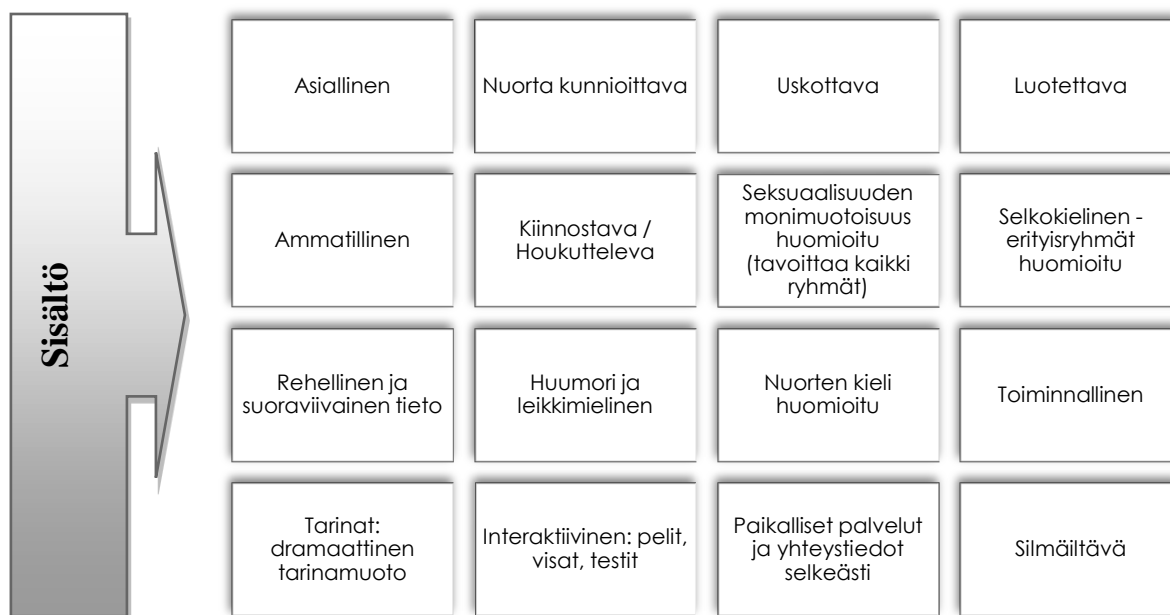 Sisältö
Asiallinen
Nuorta kunnioittava
Uskottava
Luotettava
Ammatillinen
Kiinnostava /
Houkutteleva
Seksuaalisuuden
monimuotoisuus
huomioitu
(tavoittaa kaikki
ryhmät)
Selkokielinen -
erityisryhmät
huomioitu
Rehellinen ja
suoraviivainen tieto
Huumori ja
leikkimielinen
Nuorten kieli
huomioitu
Toiminnallinen
Tarinat:
dramaattinen
tarinamuoto
Interaktiivinen: pelit,
visat, testit
Paikalliset palvelut
ja yhteystiedot
selkeästi
Silmäiltävä